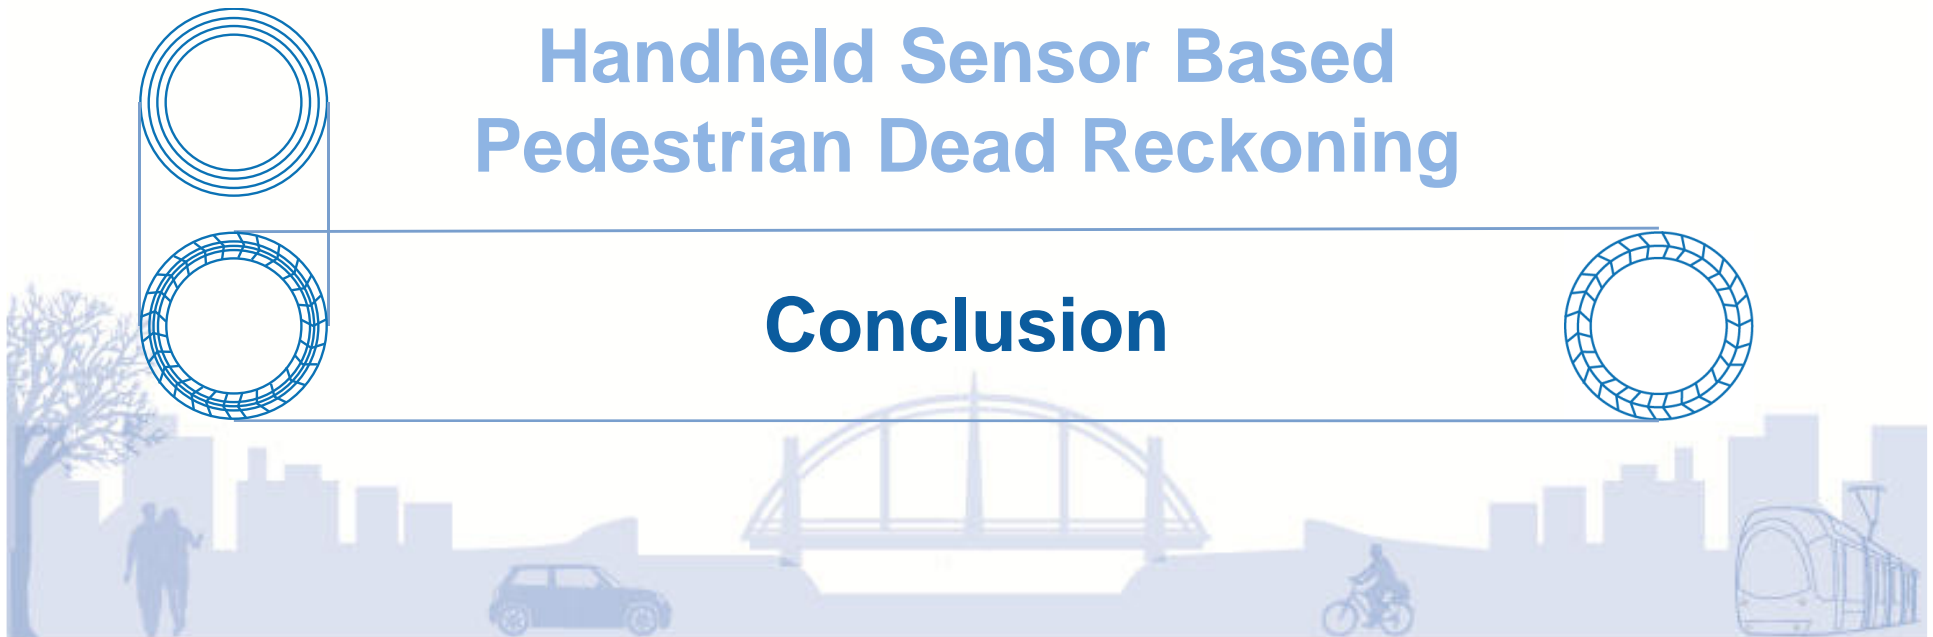 Handheld Sensor Based
Pedestrian Dead Reckoning
Conclusion